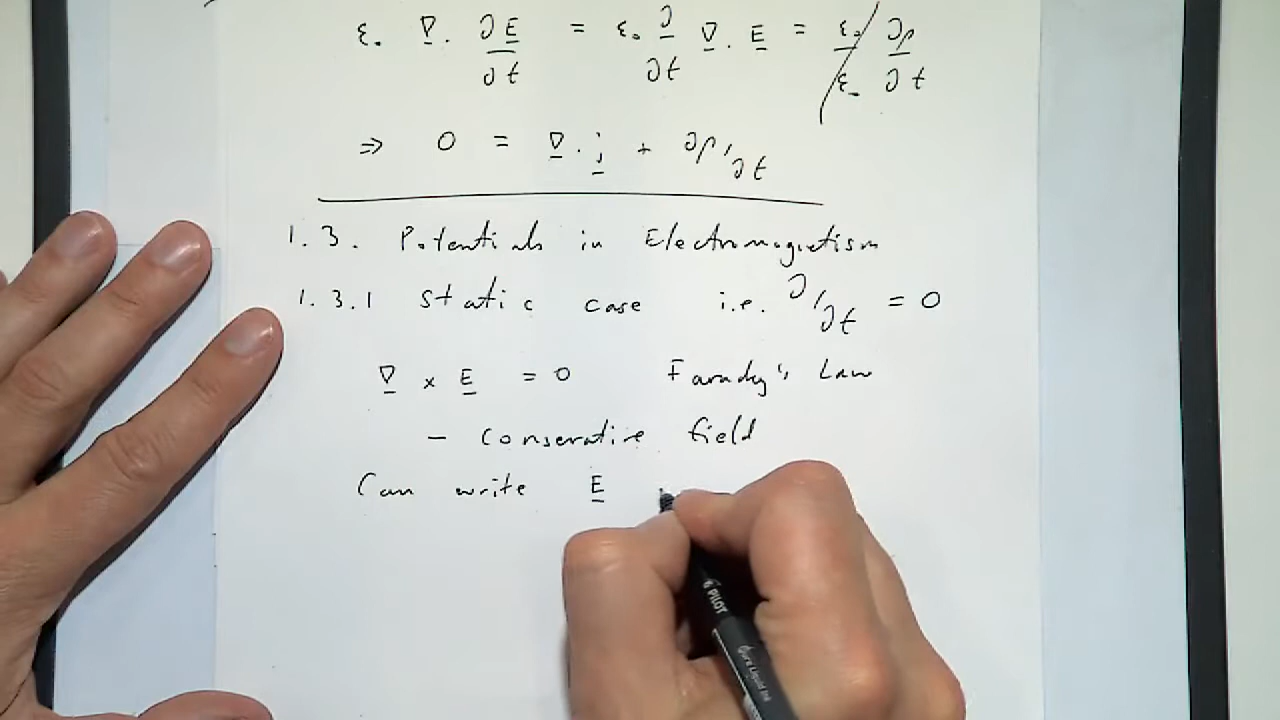 ε₀ ∇ · ∂E/∂t = ε₀ ∂/∂t ∇ · E = ε₀/ε₀ ∂ρ/∂t
⇒ 0 = ∇ · j + ∂ρ/∂t
1.3. Potentials in Electromagnetism
1.3.1 Static case i.e. ∂/∂t = 0
∇ × E = 0 Faraday's Law
– conservative field
Can write E
PILOT